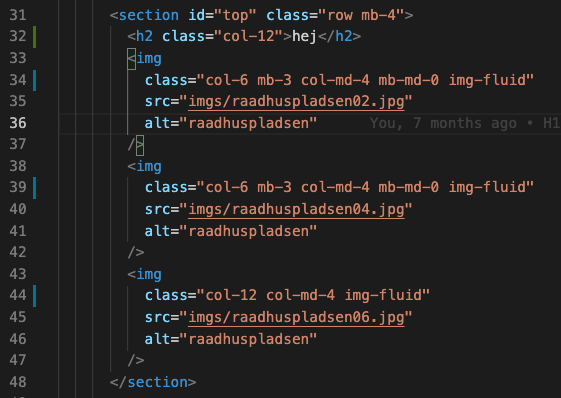 31 <section id="top" class="row mb-4">
32 <h2 class="col-12">hej</h2>
33 <img
34 class="col-6 mb-3 col-md-4 mb-md-0 img-fluid"
35 src="imgs/raadhuspladsen02.jpg"
36 alt="raadhuspladsen" You, 7 months ago • H1
37 />
38 <img
39 class="col-6 mb-3 col-md-4 mb-md-0 img-fluid"
40 src="imgs/raadhuspladsen04.jpg"
41 alt="raadhuspladsen"
42 />
43 <img
44 class="col-12 col-md-4 img-fluid"
45 src="imgs/raadhuspladsen06.jpg"
46 alt="raadhuspladsen"
47 />
48 </section>